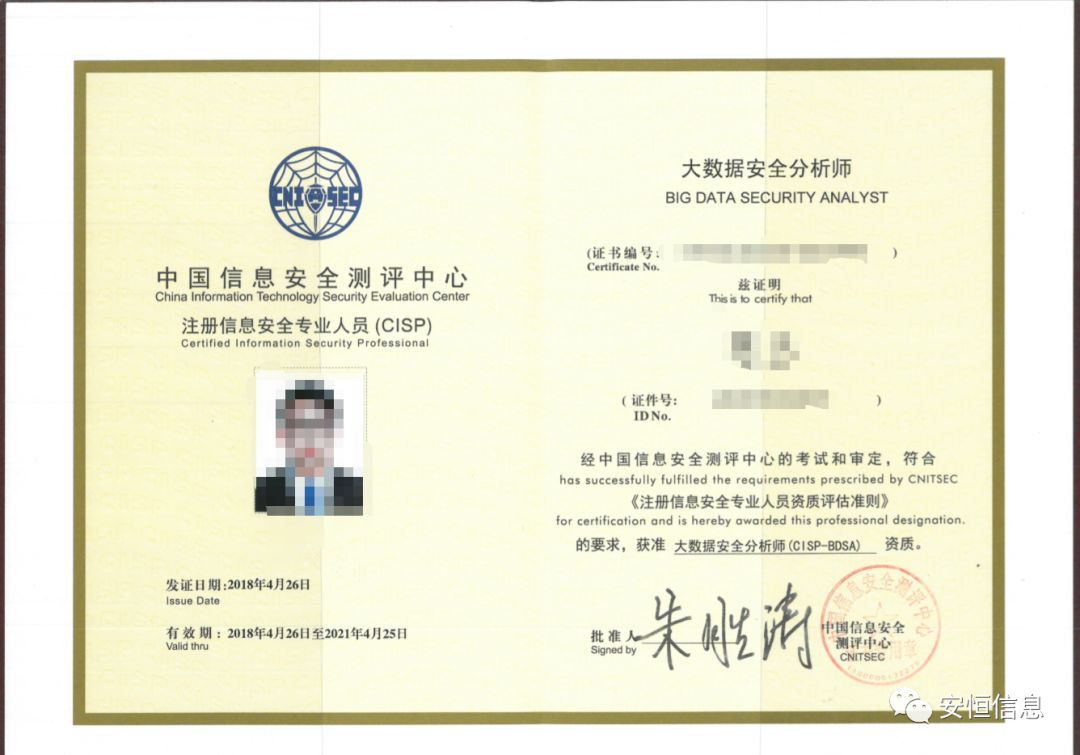 CNITSEC
中国信息安全测评中心
China Information Technology Security Evaluation Center
注册信息安全专业人员 (CISP)
Certified Information Security Professional
发证日期:2018年4月26日
Issue Date
有效期：2018年4月26日至2021年4月25日
Valid thru
大数据安全分析师
BIG DATA SECURITY ANALYST
(证书编号: )
Certificate No.
兹证明
This is to certify that
(证件号: )
ID No.
经中国信息安全测评中心的考试和审定，符合
has successfully fulfilled the requirements prescribed by CNITSEC
《注册信息安全专业人员资质评估准则》
for certification and is hereby awarded this professional designation.
的要求，获准 大数据安全分析师(CISP-BDSA) 资质。
批准人 朱胜涛
Signed by
中国信息安全测评中心
中国信息安全
测评中心
CNITSEC
安恒信息